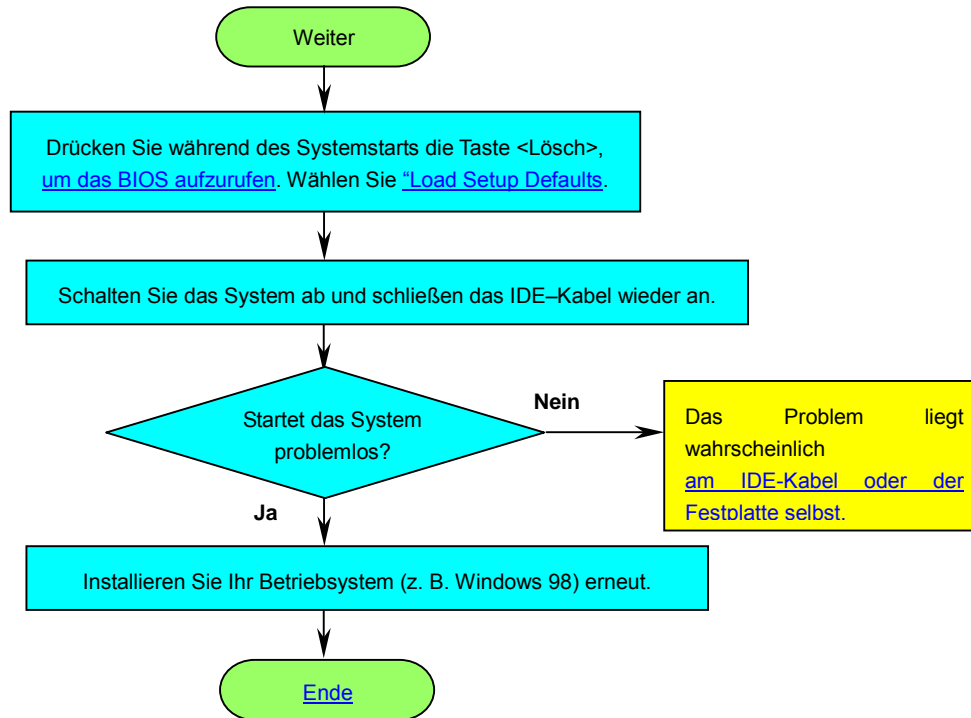 Weiter
Drücken Sie während des Systemstarts die Taste <Lösch>,
um das BIOS aufzurufen. Wählen Sie “Load Setup Defaults.
Schalten Sie das System ab und schließen das IDE–Kabel wieder an.
Startet das System
problemlos?
Nein
Das Problem liegt
wahrscheinlich
am IDE-Kabel oder der
Festplatte selbst.
Ja
Installieren Sie Ihr Betriebsystem (z. B. Windows 98) erneut.
Ende